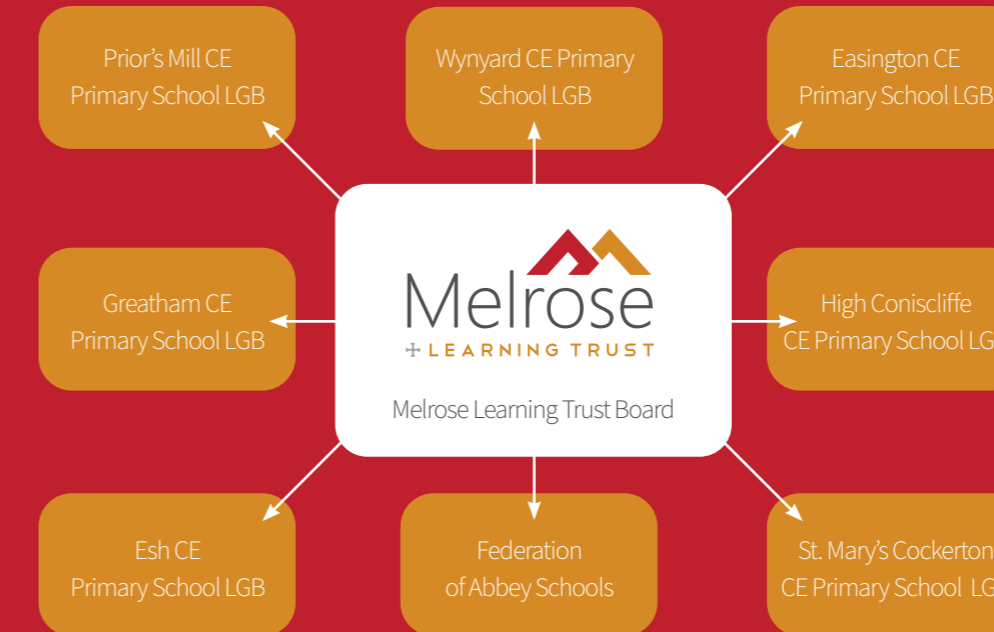 Prior's Mill CE
Primary School LGB
Wynyard CE Primary
School LGB
Easington CE
Primary School LGB
Greatham CE
Primary School LGB
Melrose
LEARNING TRUST
Melrose Learning Trust Board
High Coniscliffe
CE Primary School LG
Esh CE
Primary School LGB
Federation
of Abbey Schools
St. Mary's Cockerton
CE Primary School LG